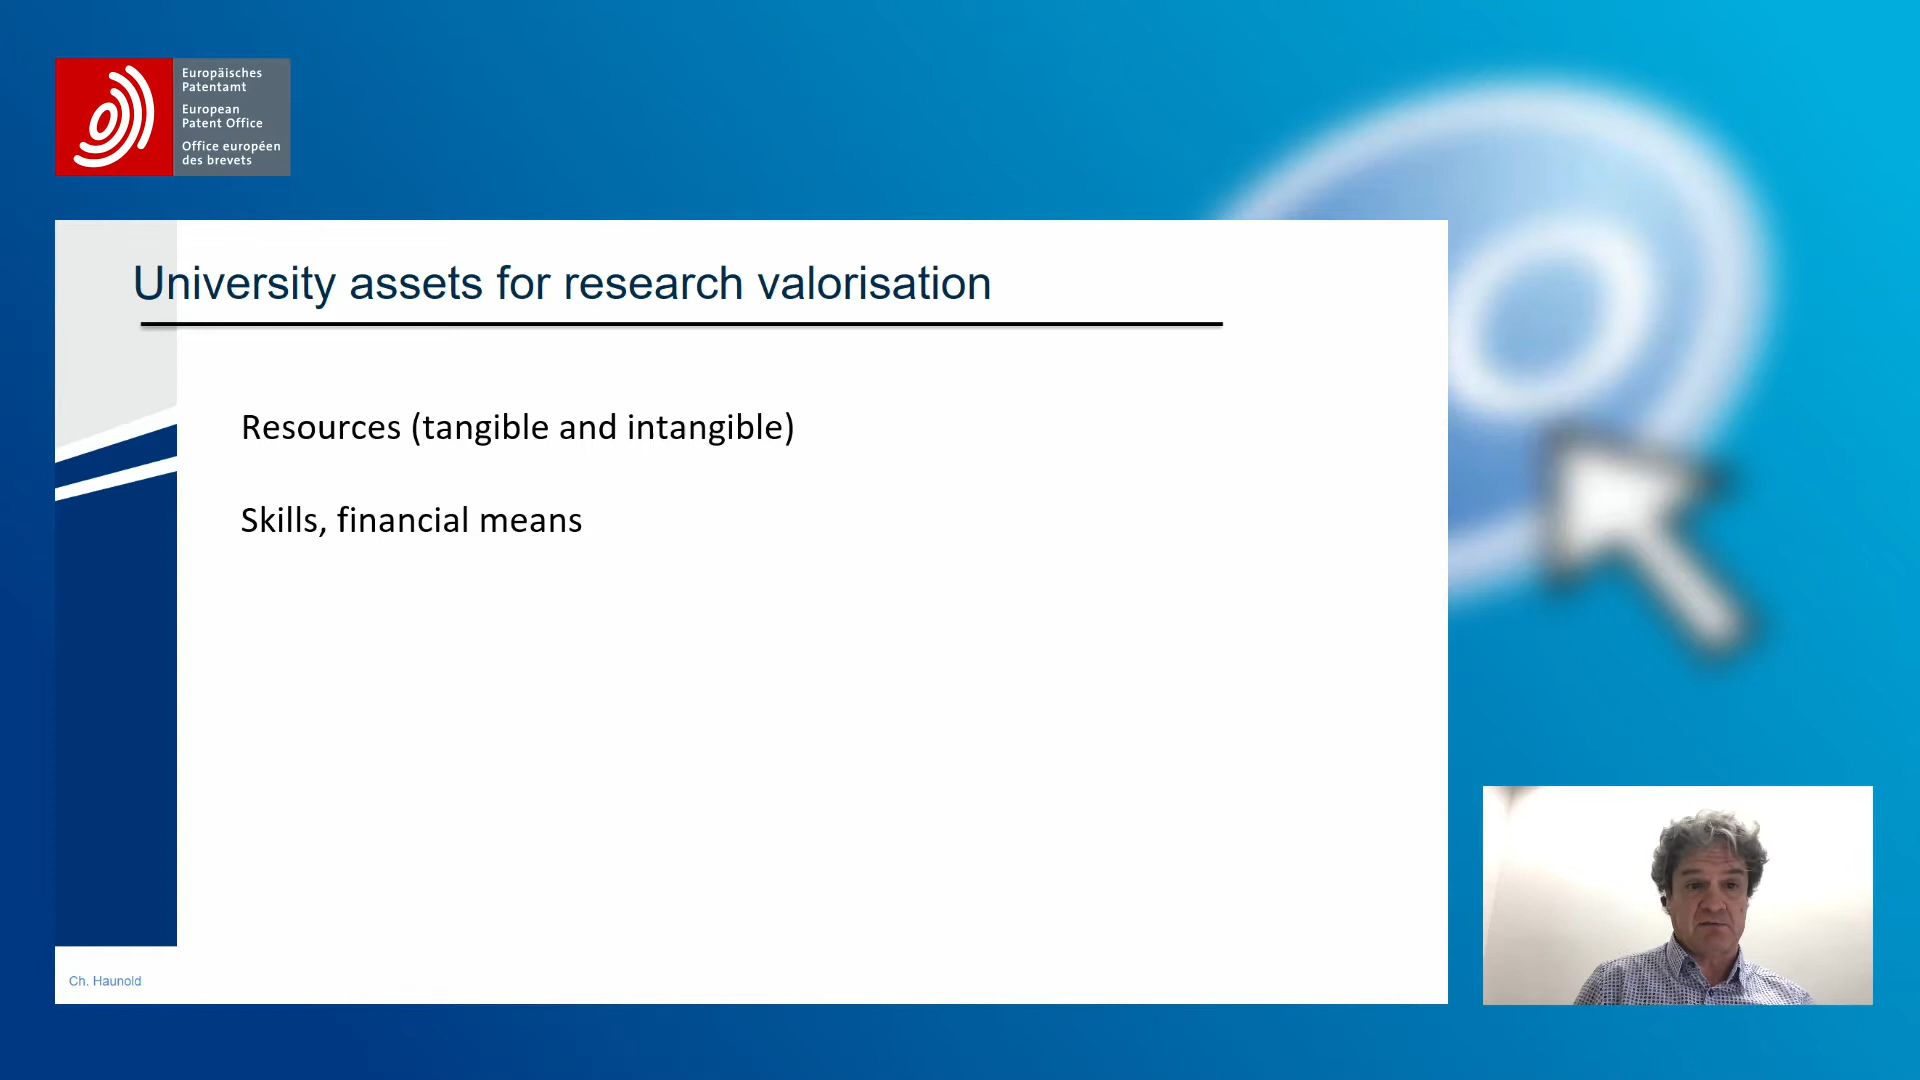 Europäisches
Patentamt
European
Patent Office
Office européen
des brevets
University assets for research valorisation
Resources (tangible and intangible)
Skills, financial means
Ch. Haunold